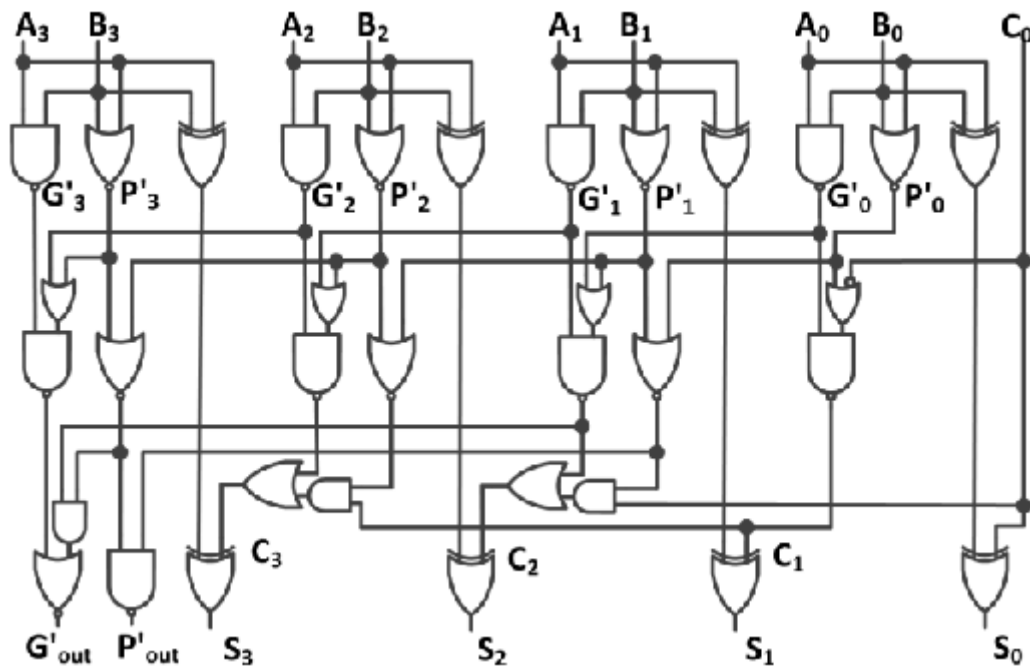 A₃ B₃ A₂ B₂ A₁ B₁ A₀ B₀ C₀
G'₃ P'₃ G'₂ P'₂ G'₁ P'₁ G'₀ P'₀
C₃ C₂ C₁
G'out P'out S₃ S₂ S₁ S₀